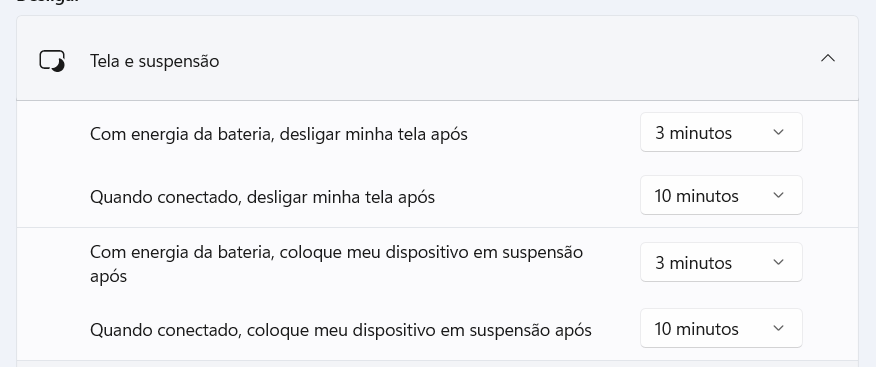 Desligar
Tela e suspensão
Com energia da bateria, desligar minha tela após
3 minutos
Quando conectado, desligar minha tela após
10 minutos
Com energia da bateria, coloque meu dispositivo em suspensão
após
3 minutos
Quando conectado, coloque meu dispositivo em suspensão após
10 minutos